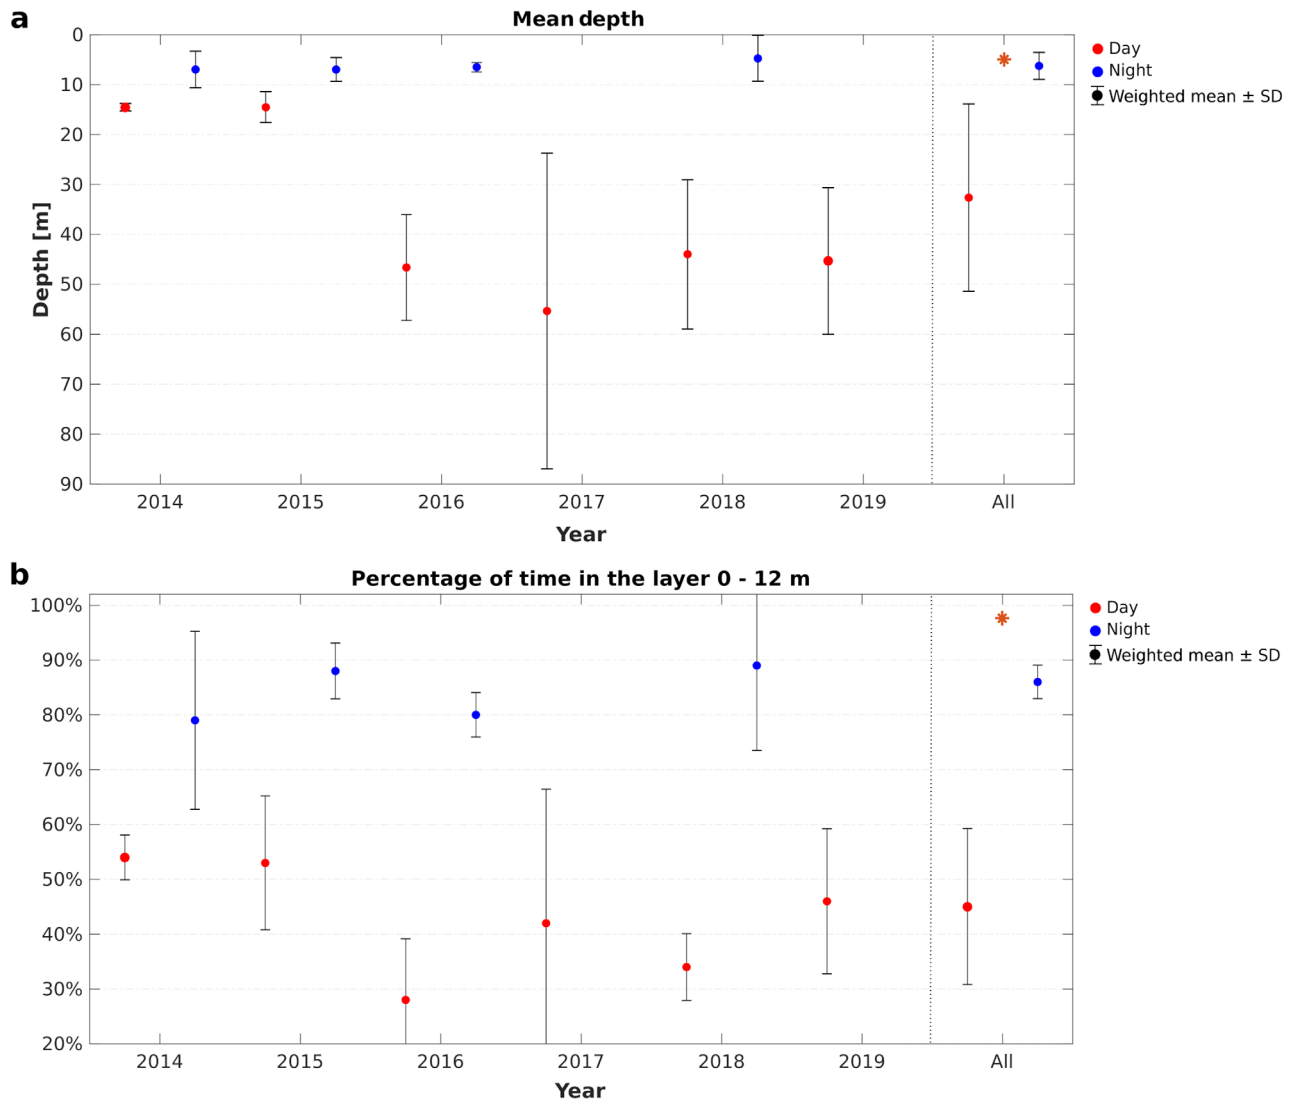 a
Mean depth
Day
Night
Weighted mean ± SD
Depth [m]
0
10
20
30
40
50
60
70
80
90
2014 2015 2016 2017 2018 2019 All
Year
b
Percentage of time in the layer 0 - 12 m
Day
Night
Weighted mean ± SD
100%
90%
80%
70%
60%
50%
40%
30%
20%
2014 2015 2016 2017 2018 2019 All
Year